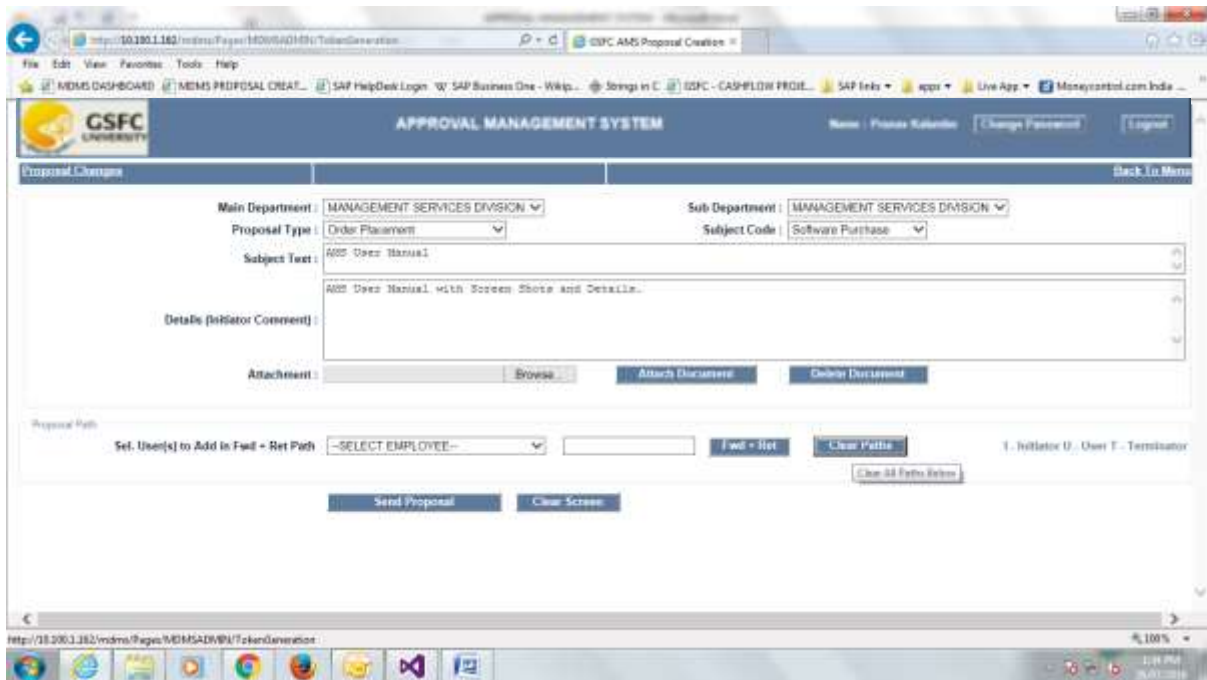 APPROVAL MANAGEMENT SYSTEM
GSFC AMS Proposal Creation
File Edit View Favorites Tools Help
MDMS DASHBOARD MEMS PROPOSAL CREAT... SAP HelpDesk Login SAP Business One - Wikip... Strings in C GSFC - CASHFLOW PROJE... SAP links apps Live App Moneycontrol.com India ...
GSFC UNIVERSITY
APPROVAL MANAGEMENT SYSTEM
Name : Pranav Change Password Logout
Proposal Changes Back To Menu
Main Department : MANAGEMENT SERVICES DIVISION Sub Department : MANAGEMENT SERVICES DIVISION
Proposal Type : Order Placement Subject Code : Software Purchase
Subject Text : AMS User Manual
AMS User Manual with Screen Shots and Details.
Details (Initiator Comment) :
Attachment : Browse... Attach Document Delete Document
Proposal Path
Sel. User(s) to Add in Fwd + Ret Path --SELECT EMPLOYEE-- Fwd + Ret Clear Paths I - Initiator U - User T - Terminator
Clear All Paths Below
Send Proposal Clear Screen
100%